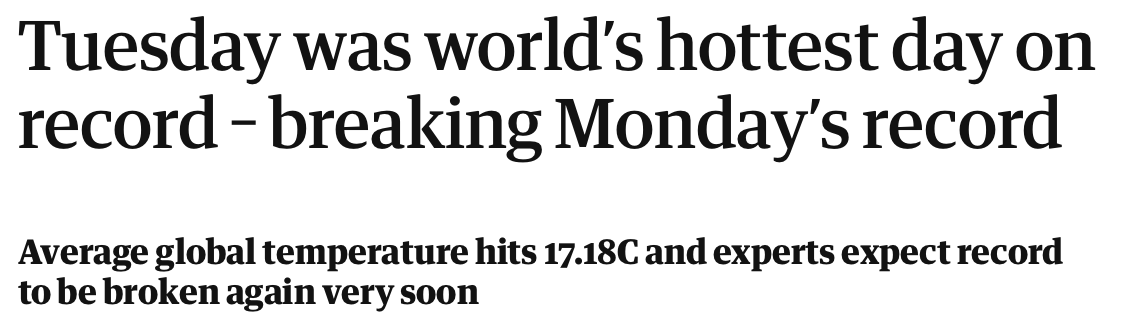 Tuesday was world’s hottest day on
record – breaking Monday’s record
Average global temperature hits 17.18C and experts expect record
to be broken again very soon